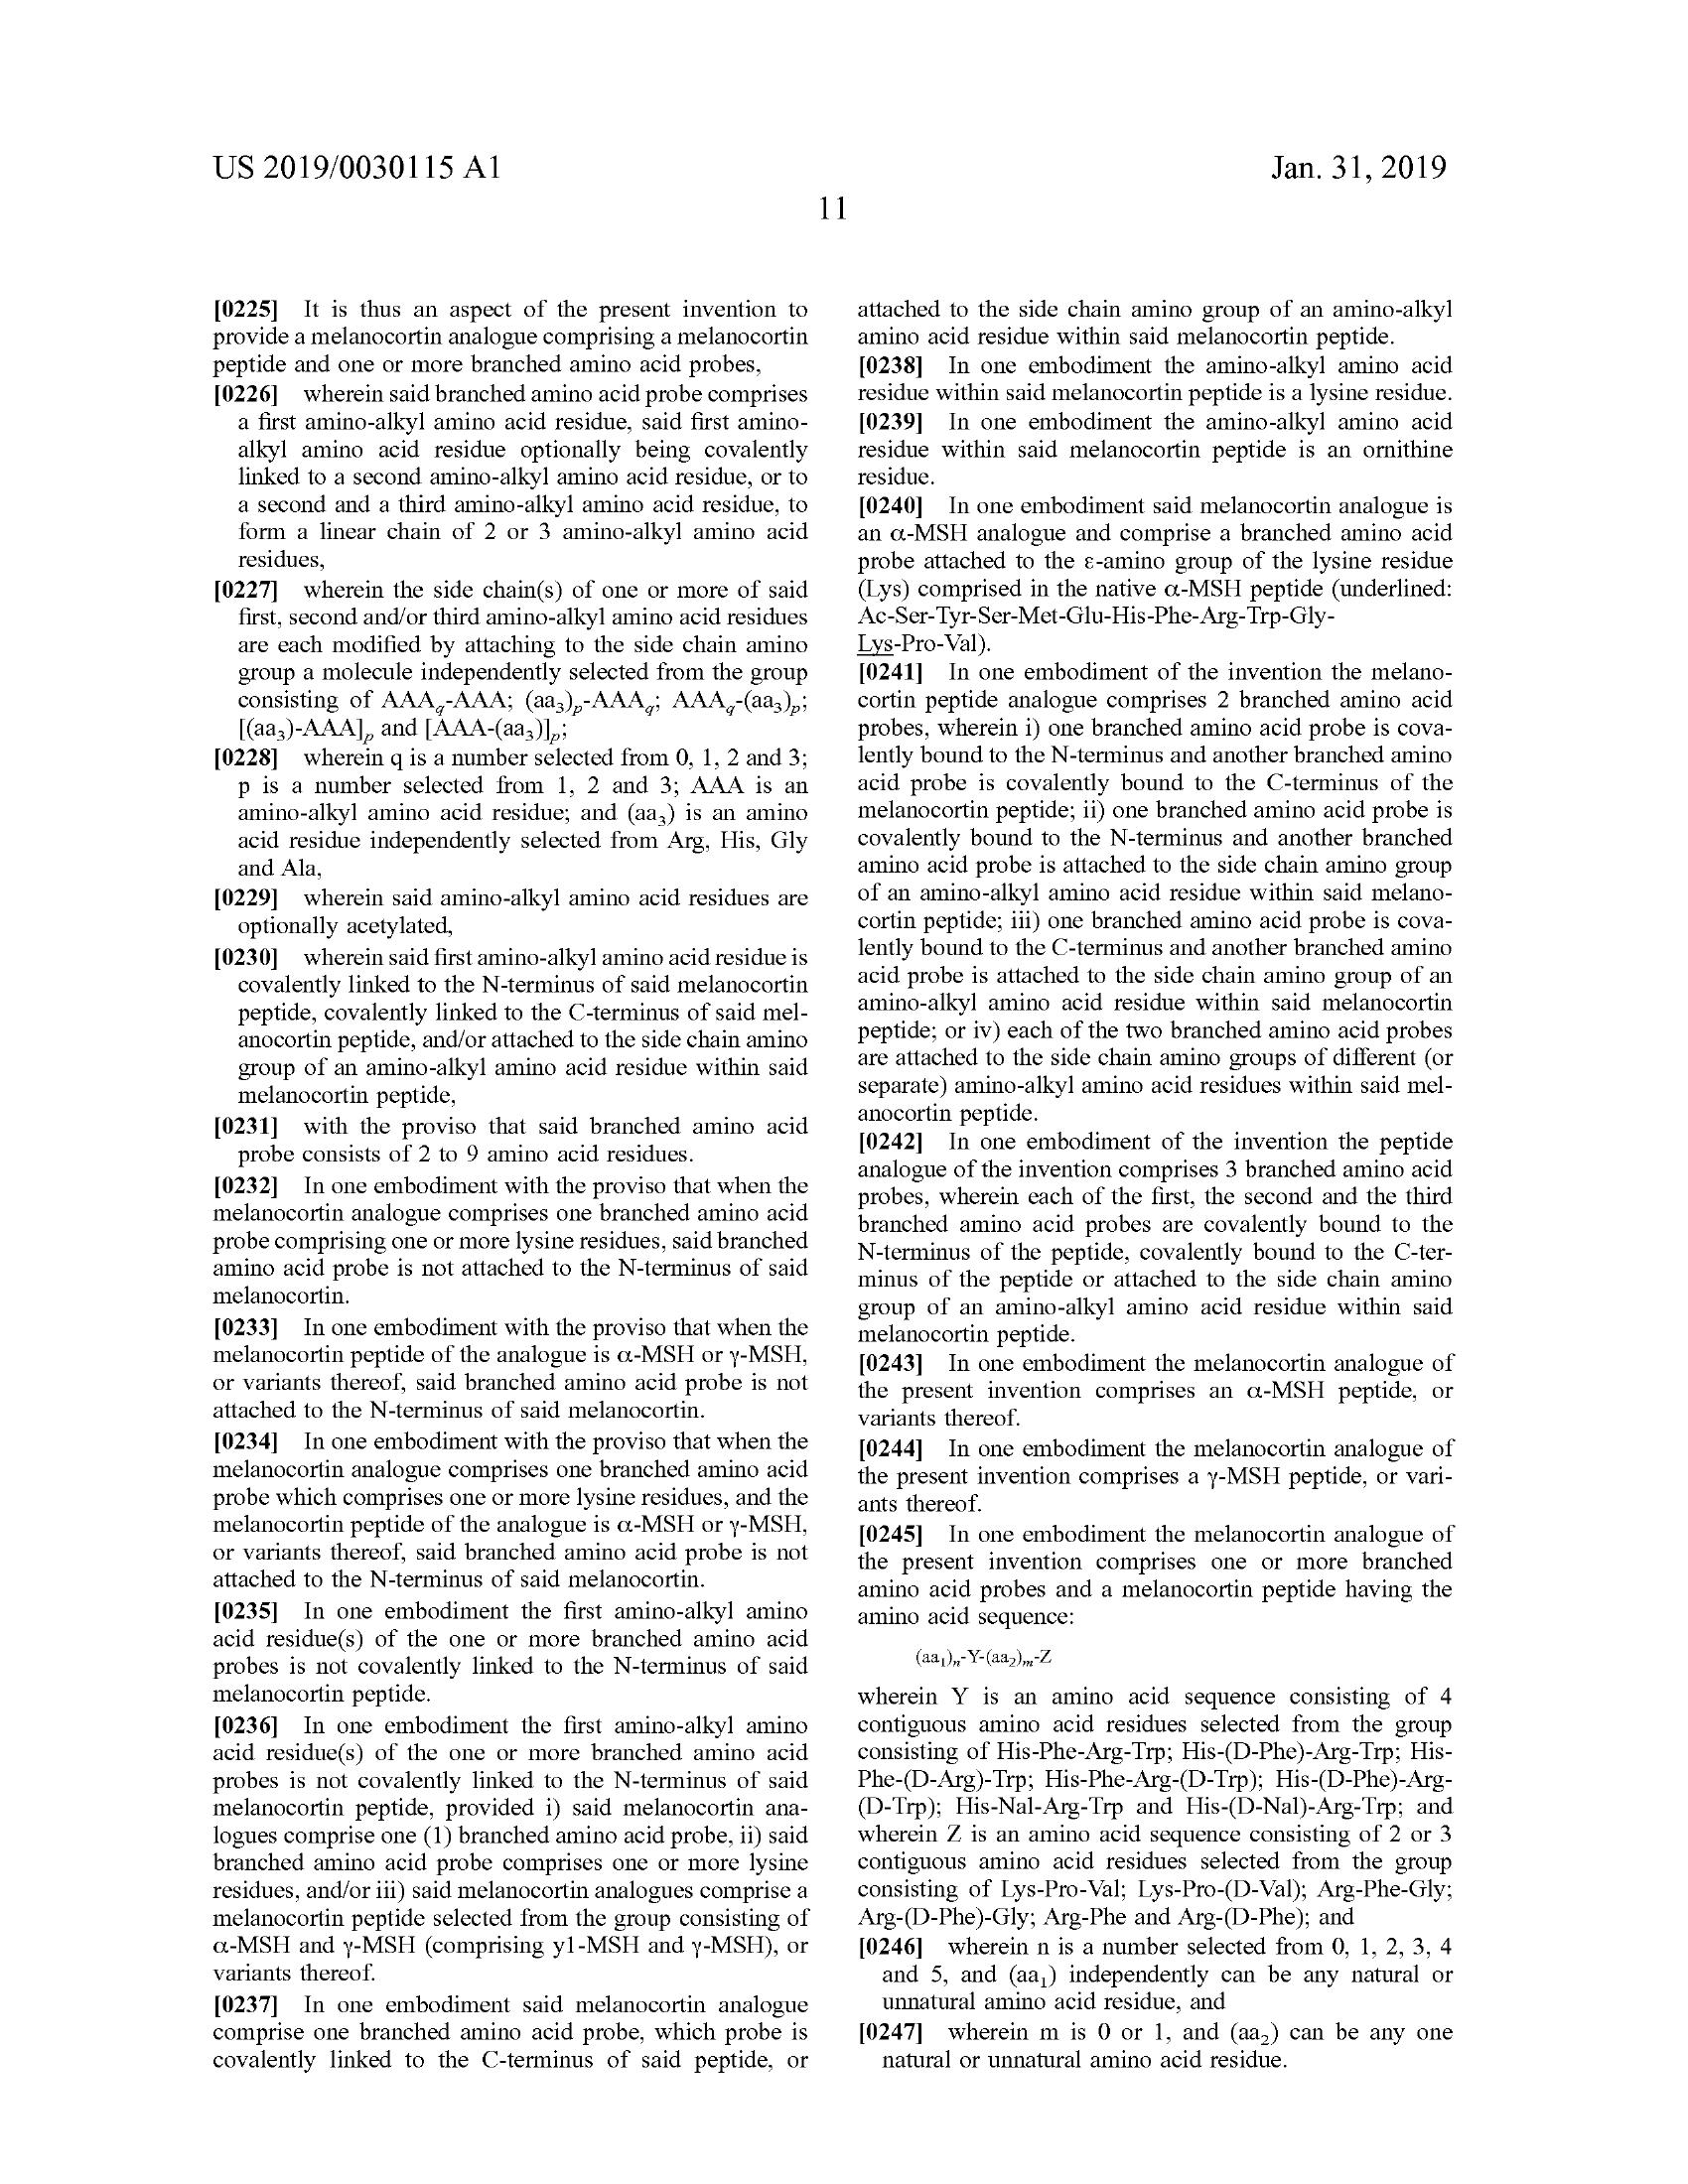 US 2019/0030115 A1
Jan. 31, 2019
11
[0225] It is thus an aspect of the present invention to
provide a melanocortin analogue comprising a melanocortin
peptide and one or more branched amino acid probes,
[0226] wherein said branched amino acid probe comprises
a first amino-alkyl amino acid residue, said first amino-
alkyl amino acid residue optionally being covalently
linked to a second amino-alkyl amino acid residue, or to
a second and a third amino-alkyl amino acid residue, to
form a linear chain of 2 or 3 amino-alkyl amino acid
residues,
[0227] wherein the side chain(s) of one or more of said
first, second and/or third amino-alkyl amino acid residues
are each modified by attaching to the side chain amino
group a molecule independently selected from the group
consisting of AAAq-AAA; (aa3)p-AAAq; AAAq-(aa3)p;
[(aa3)-AAA]p and [AAA-(aa3)]p;
[0228] wherein q is a number selected from 0, 1, 2 and 3;
p is a number selected from 1, 2 and 3; AAA is an
amino-alkyl amino acid residue; and (aa3) is an amino
acid residue independently selected from Arg, His, Gly
and Ala,
[0229] wherein said amino-alkyl amino acid residues are
optionally acetylated,
[0230] wherein said first amino-alkyl amino acid residue is
covalently linked to the N-terminus of said melanocortin
peptide, covalently linked to the C-terminus of said mel-
anocortin peptide, and/or attached to the side chain amino
group of an amino-alkyl amino acid residue within said
melanocortin peptide,
[0231] with the proviso that said branched amino acid
probe consists of 2 to 9 amino acid residues.
[0232] In one embodiment with the proviso that when the
melanocortin analogue comprises one branched amino acid
probe comprising one or more lysine residues, said branched
amino acid probe is not attached to the N-terminus of said
melanocortin.
[0233] In one embodiment with the proviso that when the
melanocortin peptide of the analogue is α-MSH or γ-MSH,
or variants thereof, said branched amino acid probe is not
attached to the N-terminus of said melanocortin.
[0234] In one embodiment with the proviso that when the
melanocortin analogue comprises one branched amino acid
probe which comprises one or more lysine residues, and the
melanocortin peptide of the analogue is α-MSH or γ-MSH,
or variants thereof, said branched amino acid probe is not
attached to the N-terminus of said melanocortin.
[0235] In one embodiment the first amino-alkyl amino
acid residue(s) of the one or more branched amino acid
probes is not covalently linked to the N-terminus of said
melanocortin peptide.
[0236] In one embodiment the first amino-alkyl amino
acid residue(s) of the one or more branched amino acid
probes is not covalently linked to the N-terminus of said
melanocortin peptide, provided i) said melanocortin ana-
logues comprise one (1) branched amino acid probe, ii) said
branched amino acid probe comprises one or more lysine
residues, and/or iii) said melanocortin analogues comprise a
melanocortin peptide selected from the group consisting of
α-MSH and γ-MSH (comprising y1-MSH and γ-MSH), or
variants thereof.
[0237] In one embodiment said melanocortin analogue
comprise one branched amino acid probe, which probe is
covalently linked to the C-terminus of said peptide, or
attached to the side chain amino group of an amino-alkyl
amino acid residue within said melanocortin peptide.
[0238] In one embodiment the amino-alkyl amino acid
residue within said melanocortin peptide is a lysine residue.
[0239] In one embodiment the amino-alkyl amino acid
residue within said melanocortin peptide is an ornithine
residue.
[0240] In one embodiment said melanocortin analogue is
an α-MSH analogue and comprise a branched amino acid
probe attached to the ε-amino group of the lysine residue
(Lys) comprised in the native α-MSH peptide (underlined:
Ac-Ser-Tyr-Ser-Met-Glu-His-Phe-Arg-Trp-Gly-
Lys-Pro-Val).
[0241] In one embodiment of the invention the melano-
cortin peptide analogue comprises 2 branched amino acid
probes, wherein i) one branched amino acid probe is cova-
lently bound to the N-terminus and another branched amino
acid probe is covalently bound to the C-terminus of the
melanocortin peptide; ii) one branched amino acid probe is
covalently bound to the N-terminus and another branched
amino acid probe is attached to the side chain amino group
of an amino-alkyl amino acid residue within said melano-
cortin peptide; iii) one branched amino acid probe is cova-
lently bound to the C-terminus and another branched amino
acid probe is attached to the side chain amino group of an
amino-alkyl amino acid residue within said melanocortin
peptide; or iv) each of the two branched amino acid probes
are attached to the side chain amino groups of different (or
separate) amino-alkyl amino acid residues within said mel-
anocortin peptide.
[0242] In one embodiment of the invention the peptide
analogue of the invention comprises 3 branched amino acid
probes, wherein each of the first, the second and the third
branched amino acid probes are covalently bound to the
N-terminus of the peptide, covalently bound to the C-ter-
minus of the peptide or attached to the side chain amino
group of an amino-alkyl amino acid residue within said
melanocortin peptide.
[0243] In one embodiment the melanocortin analogue of
the present invention comprises an α-MSH peptide, or
variants thereof.
[0244] In one embodiment the melanocortin analogue of
the present invention comprises a γ-MSH peptide, or vari-
ants thereof.
[0245] In one embodiment the melanocortin analogue of
the present invention comprises one or more branched
amino acid probes and a melanocortin peptide having the
amino acid sequence:
(aa1)n-Y-(aa2)m-Z
wherein Y is an amino acid sequence consisting of 4
contiguous amino acid residues selected from the group
consisting of His-Phe-Arg-Trp; His-(D-Phe)-Arg-Trp; His-
Phe-(D-Arg)-Trp; His-Phe-Arg-(D-Trp); His-(D-Phe)-Arg-
(D-Trp); His-Nal-Arg-Trp and His-(D-Nal)-Arg-Trp; and
wherein Z is an amino acid sequence consisting of 2 or 3
contiguous amino acid residues selected from the group
consisting of Lys-Pro-Val; Lys-Pro-(D-Val); Arg-Phe-Gly;
Arg-(D-Phe)-Gly; Arg-Phe and Arg-(D-Phe); and
[0246] wherein n is a number selected from 0, 1, 2, 3, 4
and 5, and (aa1) independently can be any natural or
unnatural amino acid residue, and
[0247] wherein m is 0 or 1, and (aa2) can be any one
natural or unnatural amino acid residue.